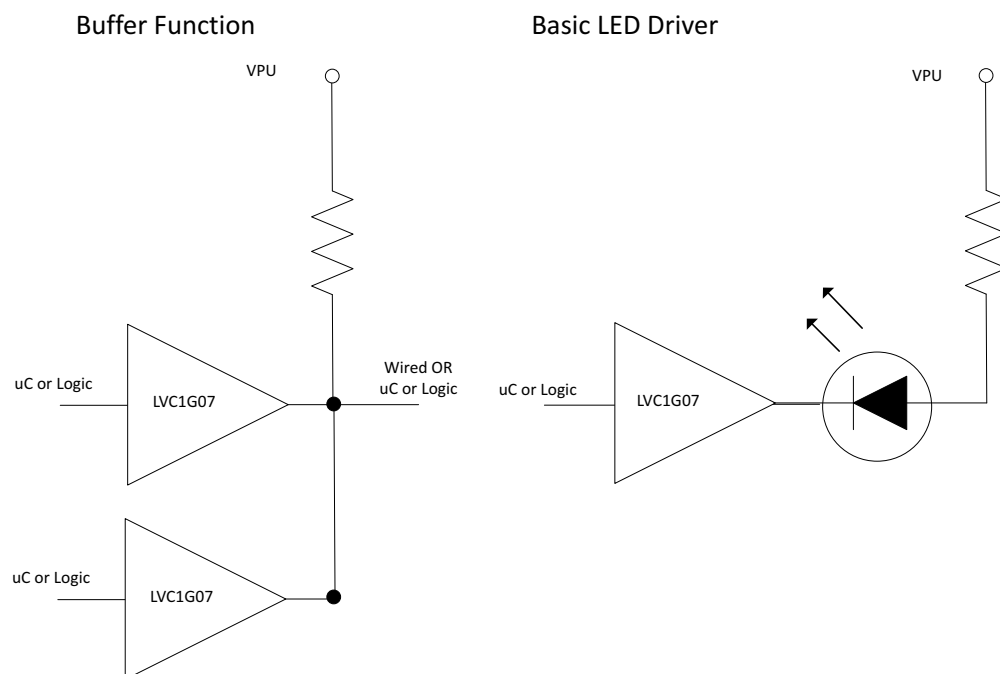 Buffer Function
Basic LED Driver
VPU
VPU
uC or Logic
LVC1G07
Wired OR
uC or Logic
uC or Logic
LVC1G07
uC or Logic
LVC1G07